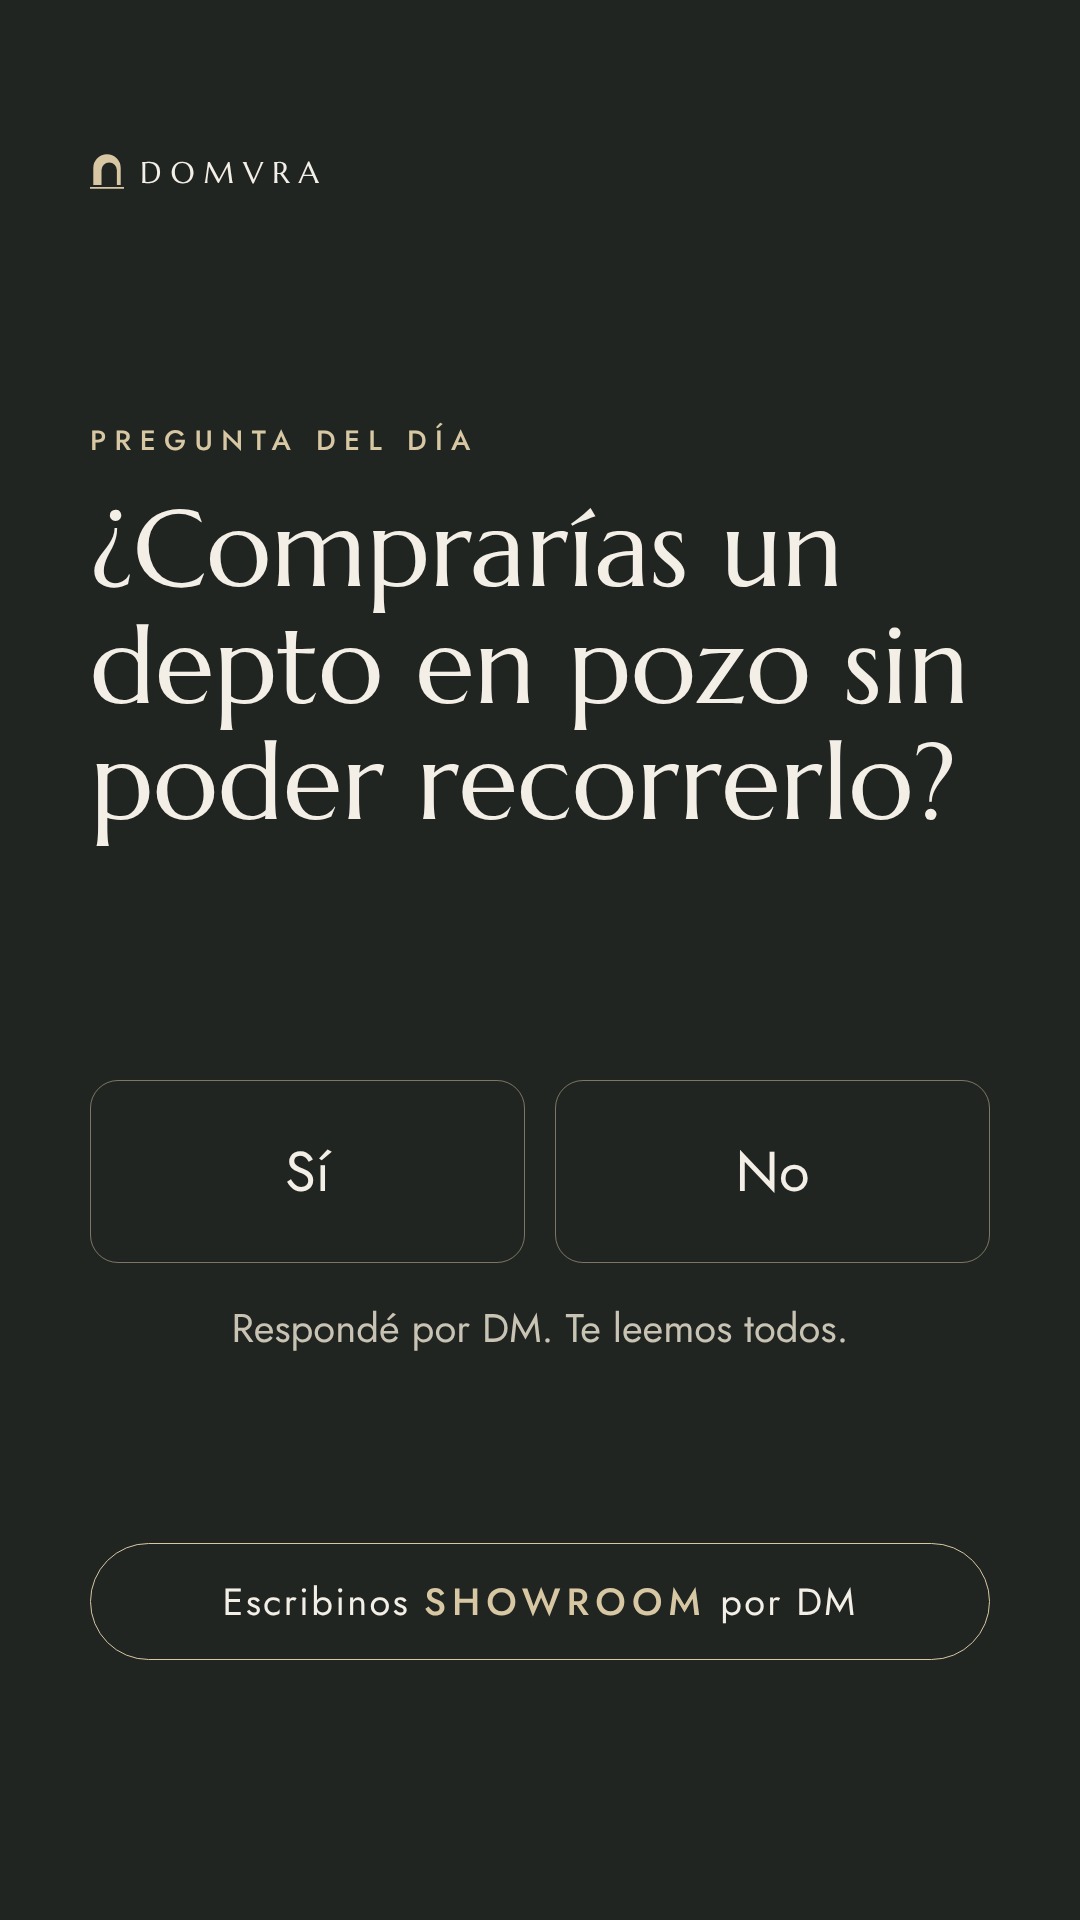 DOMVRA
PREGUNTA DEL DÍA
¿Comprarías un
depto en pozo sin
poder recorrerlo?
Sí
No
Respondé por DM. Te leemos todos.
Escribinos SHOWROOM por DM